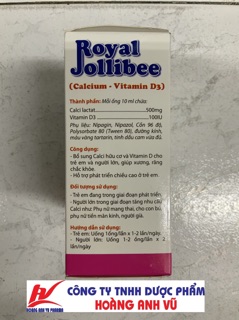 Royal
Jollibee
(Calcium - Vitamin D3)
Thành phần: Mỗi ống 10 ml chứa
Calci lactat 500mg
Vitamin D3 100IU
Phụ liệu: Nipagin, Nipazol, Cồn 96 độ,
Polysorbate 80 (Tween 80), đường kính,
màu vàng tartarin, tinh dầu cam vừa đủ.
Công dụng:
- Bổ sung Calci hữu cơ và Vitamin D cho
trẻ em và người lớn, giúp xương, răng
chắc khỏe.
- Hỗ trợ phát triển chiều cao ở trẻ em.
Đối tượng sử dụng:
- Trẻ em đang trong giai đoạn phát triển
- Người lớn trong giai đoạn tăng nhu cầu
Calci như: Phụ nữ mang thai, cho con bú,
phụ nữ tiền mãn kinh, người già.
Hướng dẫn sử dụng:
- Trẻ em: Uống 1ống/lần x 1-2 lần/ngày
- Người lớn: Uống 1-2 ống/lần x 2
lần/ngày
HOANG ANH VU PHARMA
CÔNG TY TNHH DƯỢC PHẨM
HOÀNG ANH VŨ